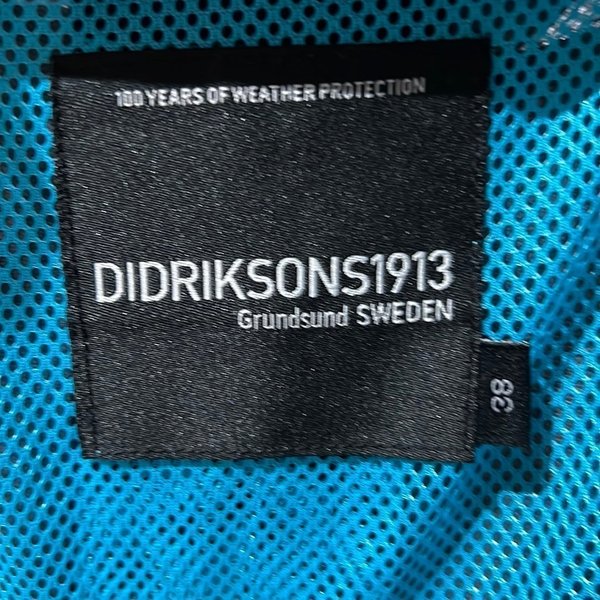 100 YEARS OF WEATHER PROTECTION
DIDRIKSONS1913
Grundsund SWEDEN
38